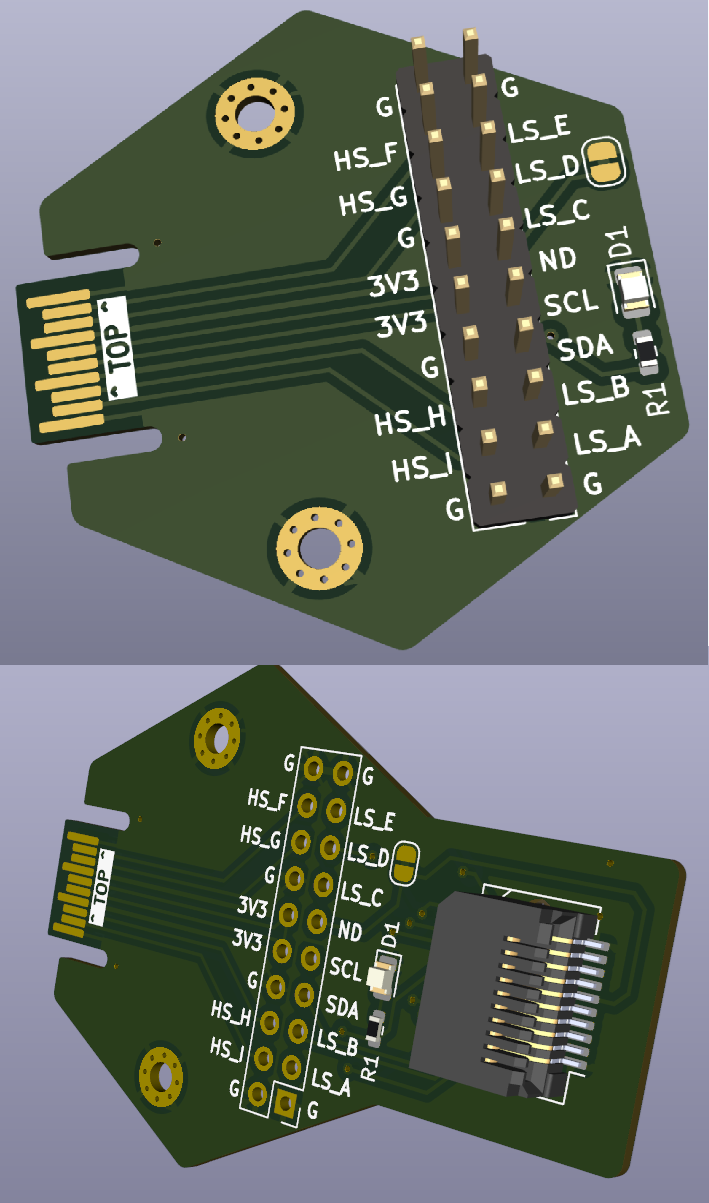 G
G
HS_F
LS_E
LS_D
HS_G
LS_C
G
ND
D1
3V3
SCL
3V3
SDA
TOP
G
LS_B
R1
HS_H
LS_A
HS_I
G
G
G
G
HS_F
LS_E
HS_G
LS_D
G
LS_C
3V3
ND
D1
3V3
SCL
TOP
G
SDA
HS_H
LS_B
R1
HS_I
LS_A
G
G